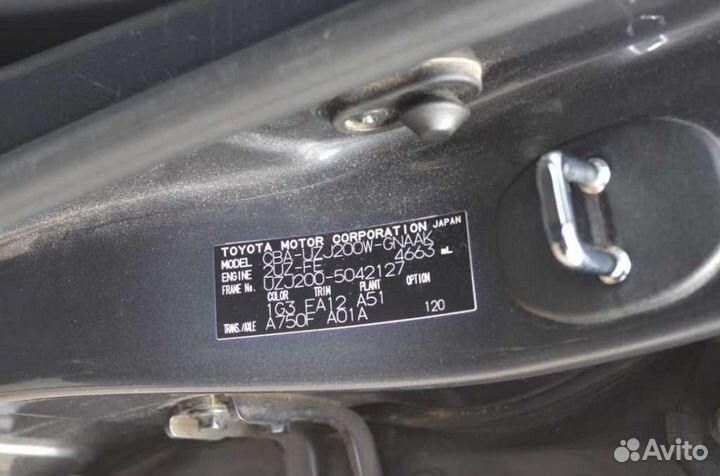 TOYOTA MOTOR CORPORATION JAPAN
MODEL CBA-UZJ200W-GNAAK
ENGINE 2UZ-FE 4663 mL
FRAME No. UZJ200-5042127
COLOR TRIM PLANT OPTION
1G3 FA12 A51
TRANS./AXLE A750F A01A 120
Avito